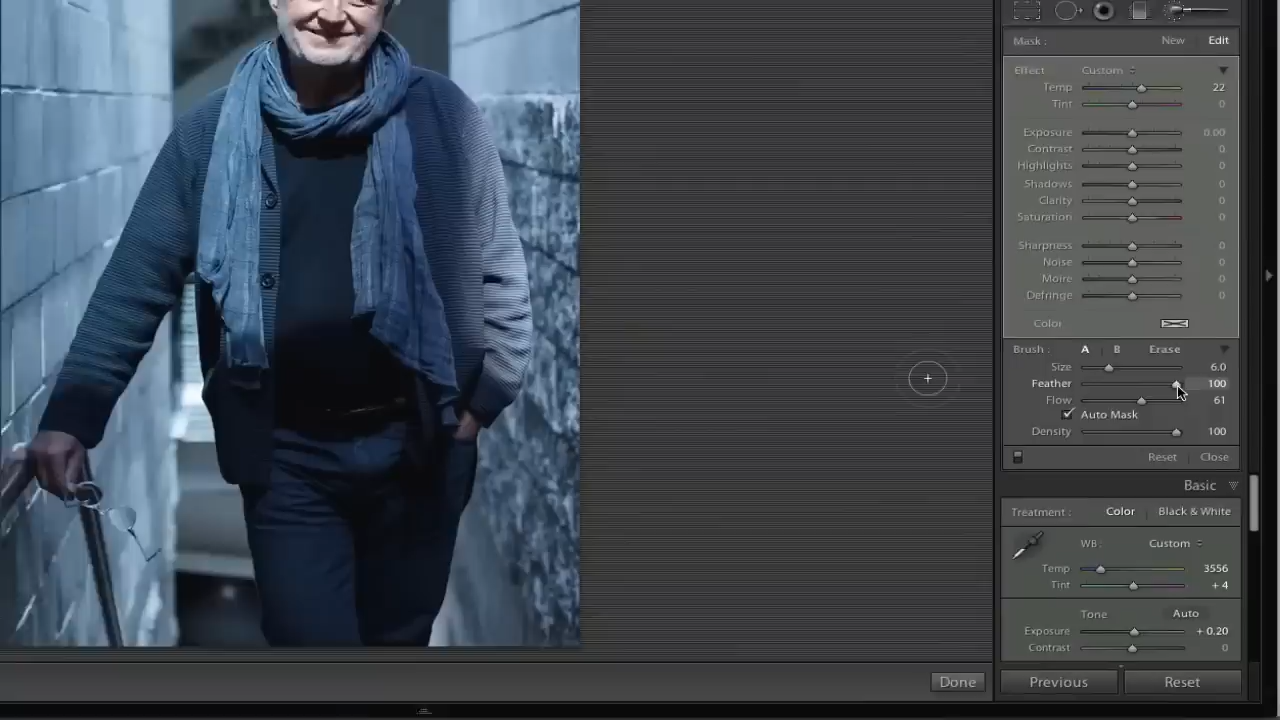 Mask : New Edit
Effect Custom
Temp 22
Tint 0
Exposure 0.00
Contrast 0
Highlights 0
Shadows 0
Clarity 0
Saturation 0
Sharpness 0
Noise 0
Moire 0
Defringe 0
Color
Brush : A B Erase
Size 6.0
Feather 100
Flow 61
Auto Mask
Density 100
Reset Close
Basic
Treatment : Color Black & White
WB : Custom
Temp 3556
Tint + 4
Tone Auto
Exposure + 0.20
Contrast 0
Done Previous Reset